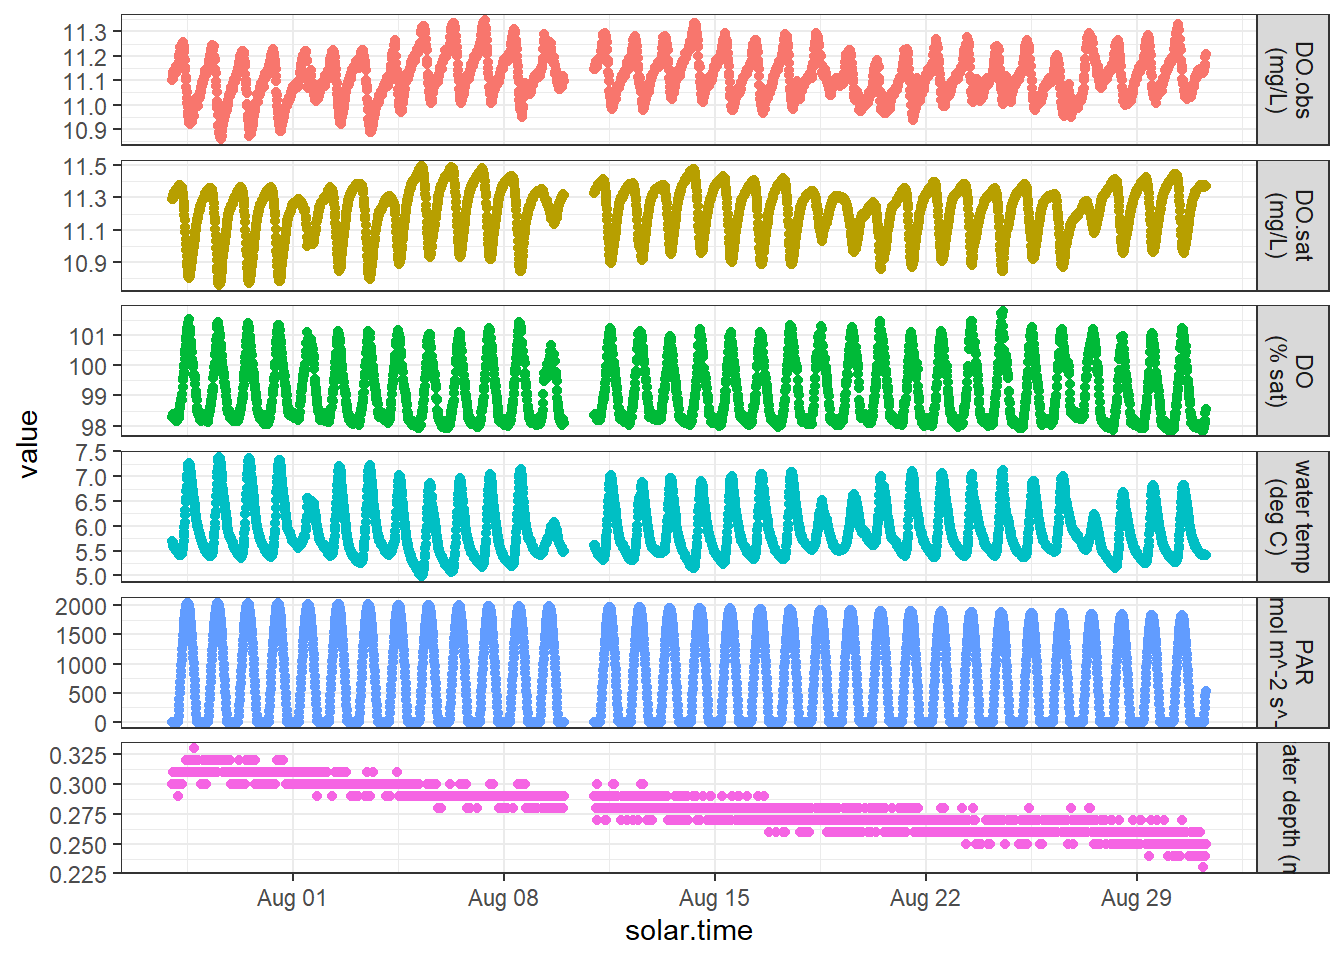 11.3
11.2
11.1
11.0
10.9
DO.obs
(mg/L)
11.5
11.3
11.1
10.9
DO.sat
(mg/L)
101
100
99
98
DO
(% sat)
7.5
7.0
6.5
6.0
5.5
5.0
water temp
(deg C)
2000
1500
1000
500
0
PAR
mol m^-2 s^-
0.325
0.300
0.275
0.250
0.225
ater depth (
value
Aug 01 Aug 08 Aug 15 Aug 22 Aug 29
solar.time